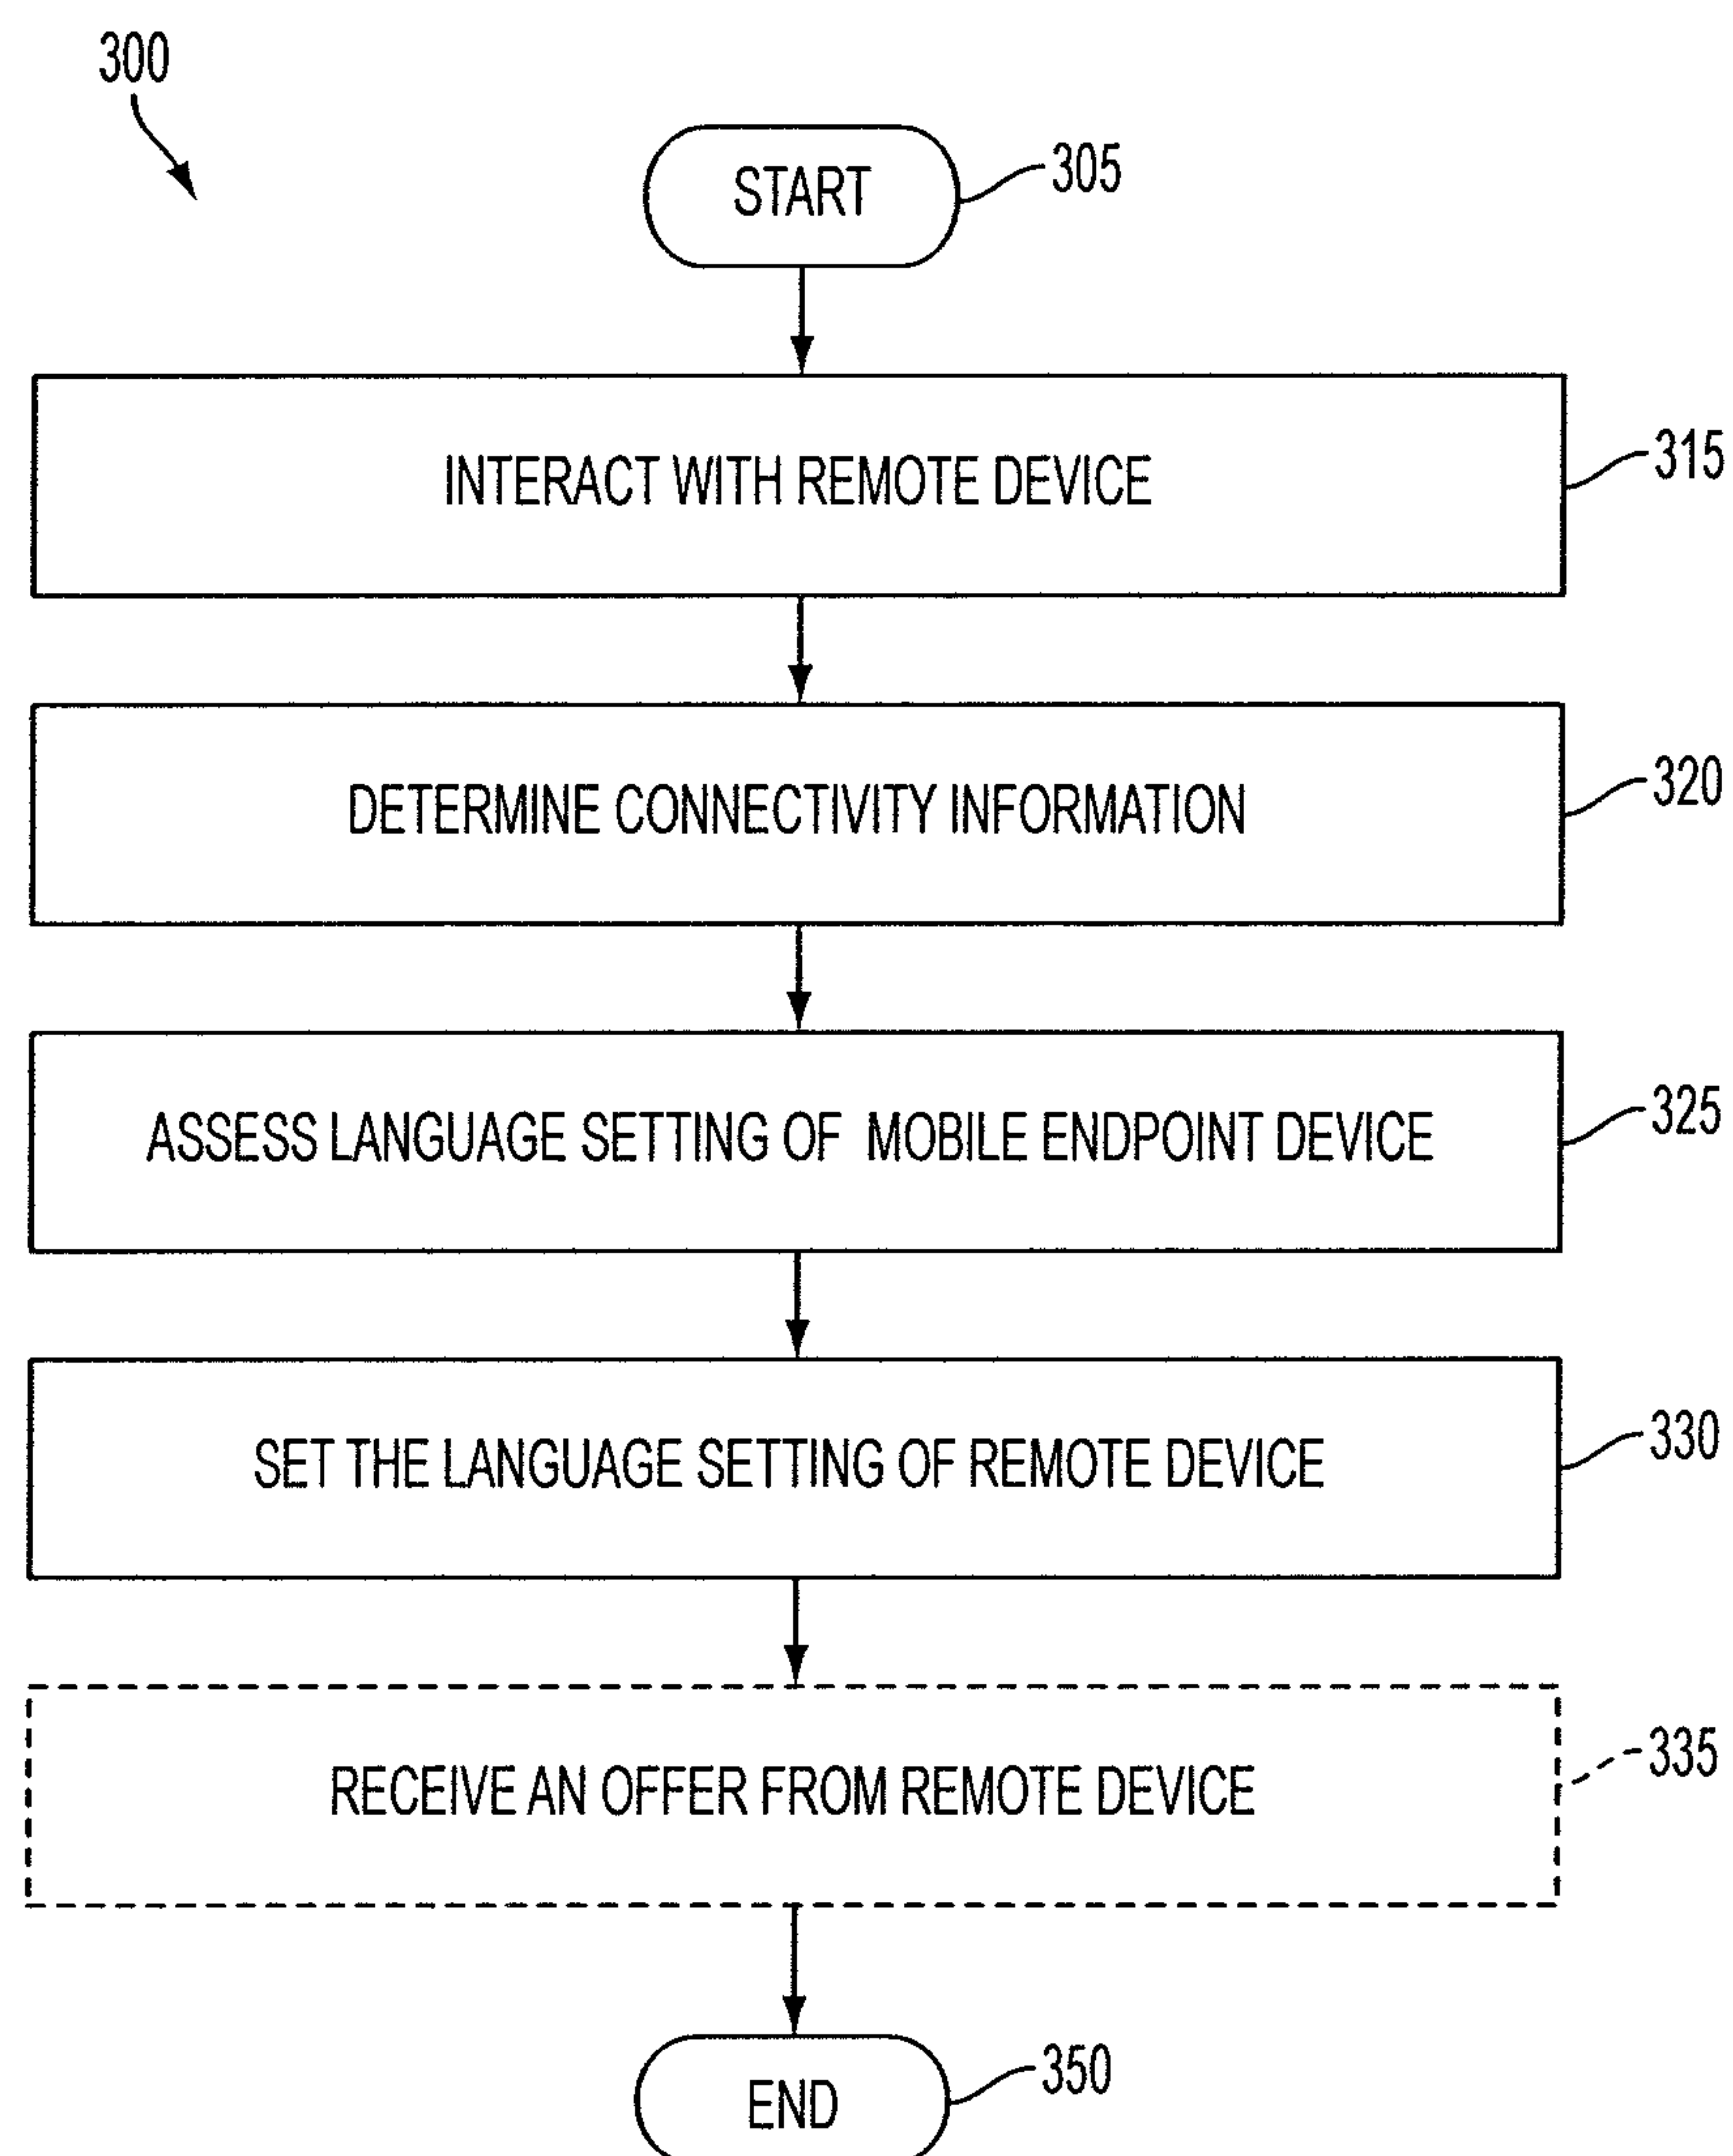 300
START
305
INTERACT WITH REMOTE DEVICE
315
DETERMINE CONNECTIVITY INFORMATION
320
ASSESS LANGUAGE SETTING OF MOBILE ENDPOINT DEVICE
325
SET THE LANGUAGE SETTING OF REMOTE DEVICE
330
RECEIVE AN OFFER FROM REMOTE DEVICE
335
END
350